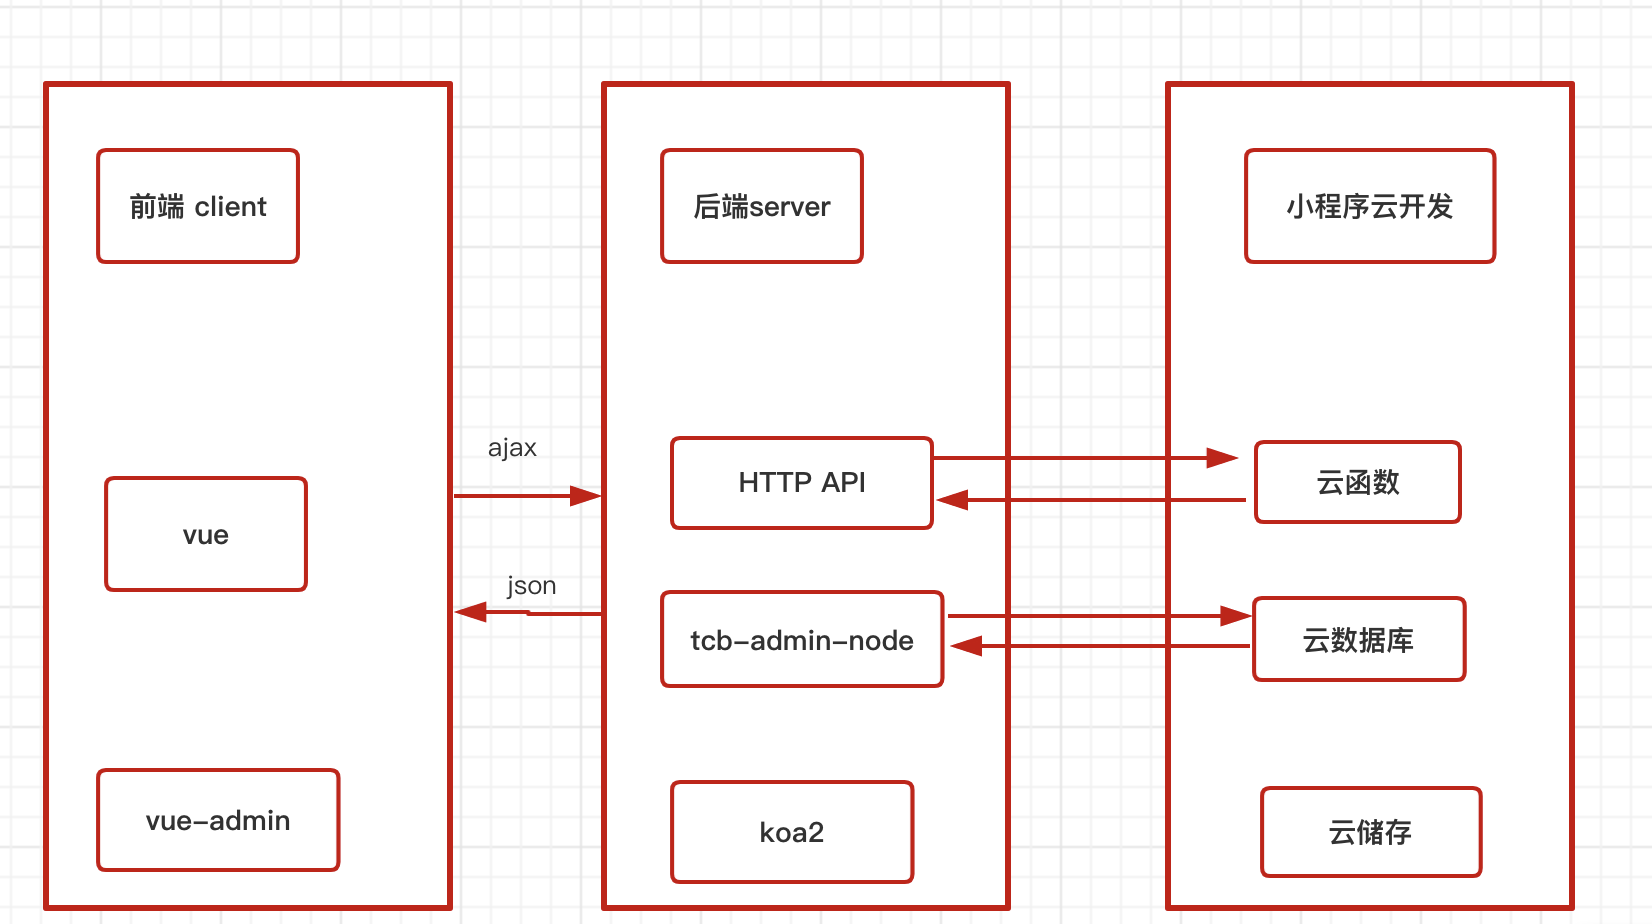 前端 client
后端server
小程序云开发
ajax
HTTP API
云函数
vue
json
tcb-admin-node
云数据库
vue-admin
koa2
云储存